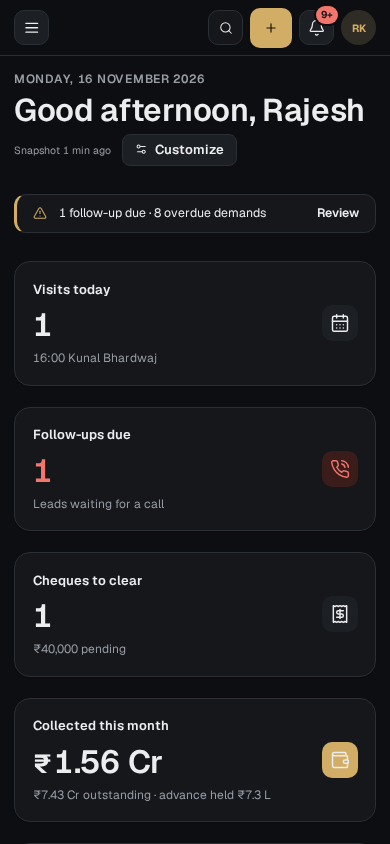 9+
RK
MONDAY, 16 NOVEMBER 2026
Good afternoon, Rajesh
Snapshot 1 min ago
Customize
1 follow-up due · 8 overdue demands
Review
Visits today
1
16:00 Kunal Bhardwaj
Follow-ups due
1
Leads waiting for a call
Cheques to clear
1
₹40,000 pending
Collected this month
₹1.56 Cr
₹7.43 Cr outstanding · advance held ₹7.3 L